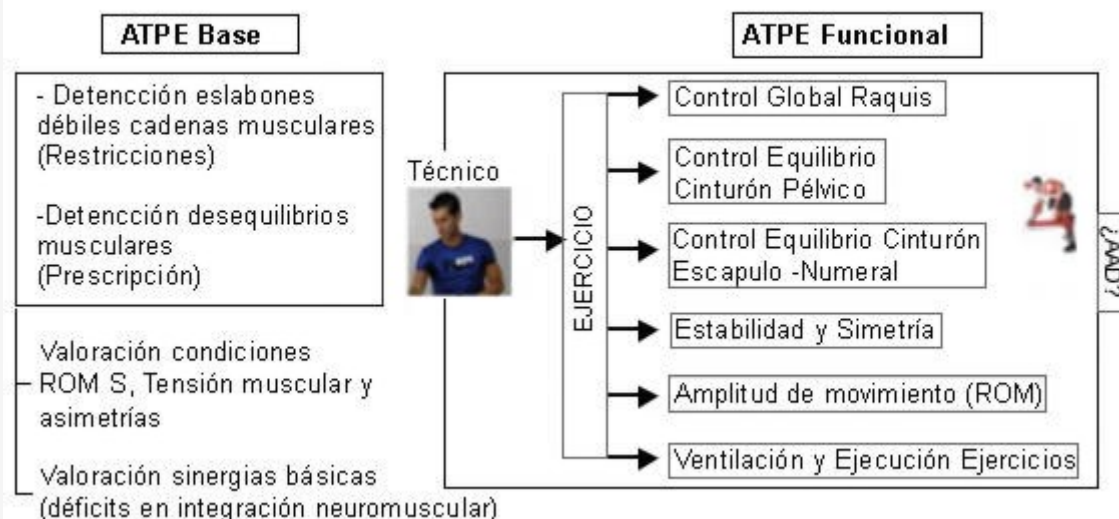 ATPE Base
- Detencción eslabones
débiles cadenas musculares
(Restricciones)
-Detencción desequilibrios
musculares
(Prescripción)
Valoración condiciones
ROM S, Tensión muscular y
asimetrías
Valoración sinergias básicas
(déficits en integración neuromuscular)
ATPE Funcional
Técnico
EJERCICIO
Control Global Raquis
Control Equilibrio
Cinturón Pélvico
Control Equilibrio Cinturón
Escapulo -Numeral
Estabilidad y Simetría
Amplitud de movimiento (ROM)
Ventilación y Ejecución Ejercicios
¿AAD?